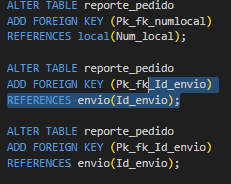 ALTER TABLE reporte_pedido
ADD FOREIGN KEY (Pk_fk_numlocal)
REFERENCES local(Num_local);
ALTER TABLE reporte_pedido
ADD FOREIGN KEY (Pk_fk_Id_envio)
REFERENCES envio(Id_envio);
ALTER TABLE reporte_pedido
ADD FOREIGN KEY (Pk_fk_Id_envio)
REFERENCES envio(Id_envio);